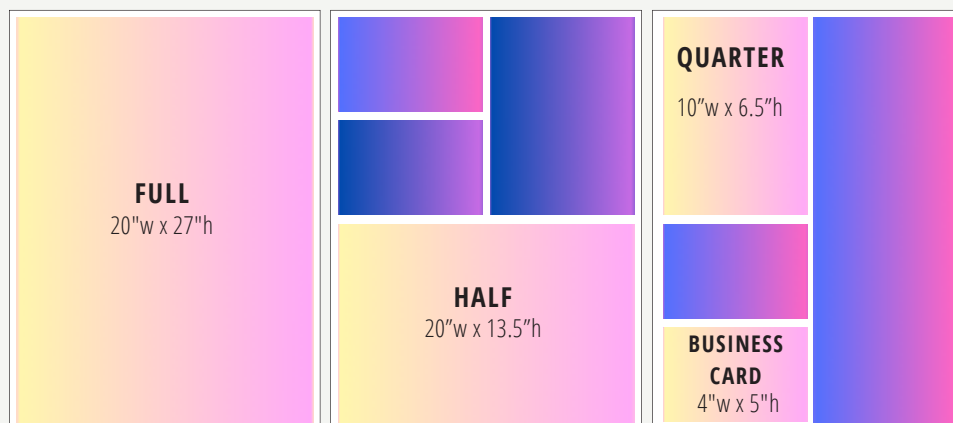 FULL
20"w x 27"h
HALF
20”w x 13.5”h
QUARTER
10”w x 6.5”h
BUSINESS
CARD
4"w x 5"h